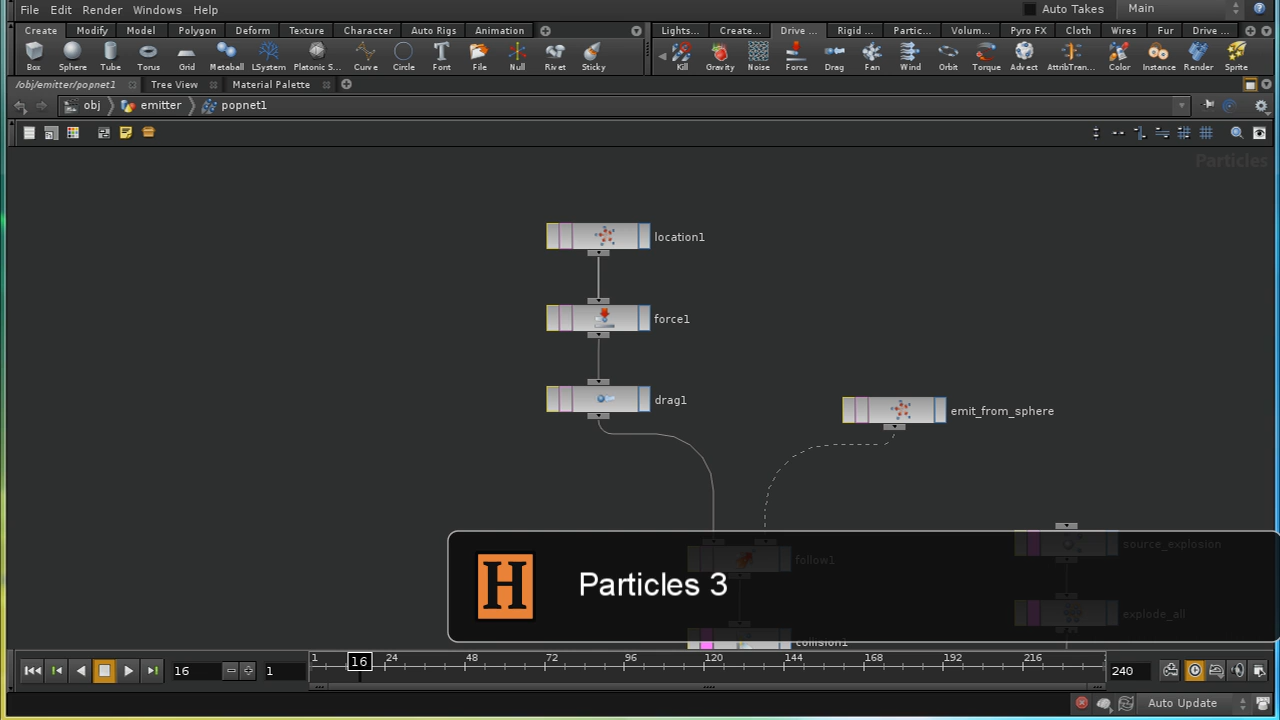 File Edit Render Windows Help Auto Takes Main
Create Modify Model Polygon Deform Texture Character Auto Rigs Animation Lights... Create... Drive ... Rigid ... Partic... Volum... Pyro FX Cloth Wires Fur Drive ...
Box Sphere Tube Torus Grid Metaball LSystem Platonic S... Curve Circle Font File Null Rivet Sticky Kill Gravity Noise Force Drag Fan Wind Orbit Torque Advect AttribTran... Color Instance Render Sprite
/obj/emitter/popnet1 Tree View Material Palette
obj emitter popnet1
Particles
location1
force1
drag1
emit_from_sphere
source_explosion
follow1
H Particles 3
explode_all
collision1
16 1 1 16 24 48 72 96 120 144 168 192 216 240
Auto Update